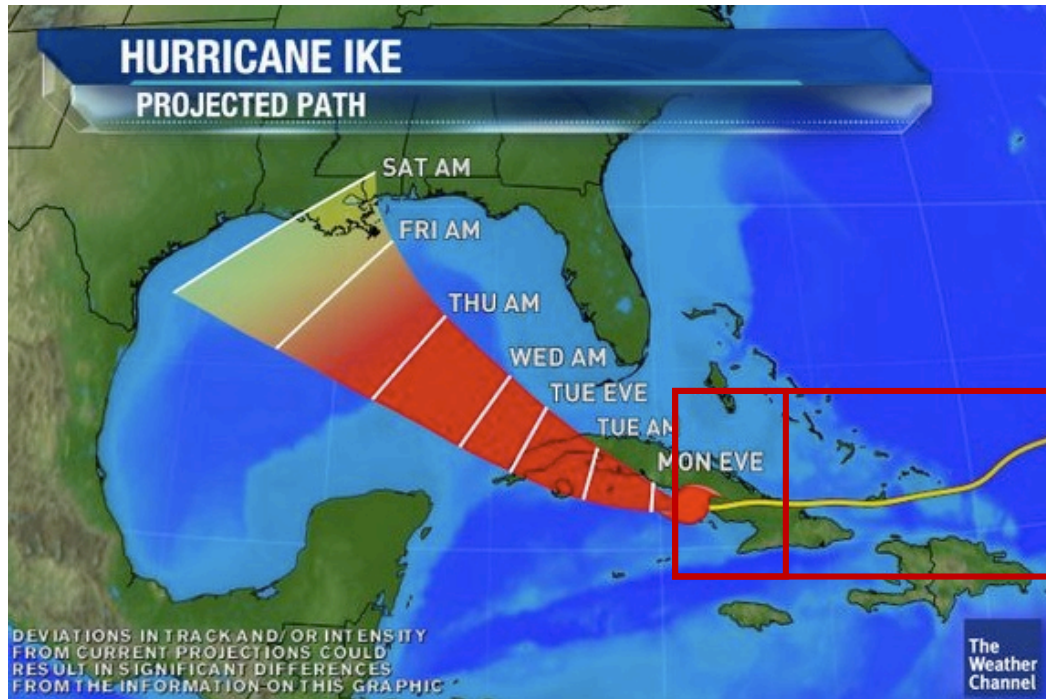 HURRICANE IKE
PROJECTED PATH
SAT AM
FRI AM
THU AM
WED AM
TUE EVE
TUE AM
MON EVE
DEVIATIONS IN TRACK AND/OR INTENSITY
FROM CURRENT PROJECTIONS COULD
RESULT IN SIGNIFICANT DIFFERENCES
FROM THE INFORMATION ON THIS GRAPHIC
The
Weather
Channel